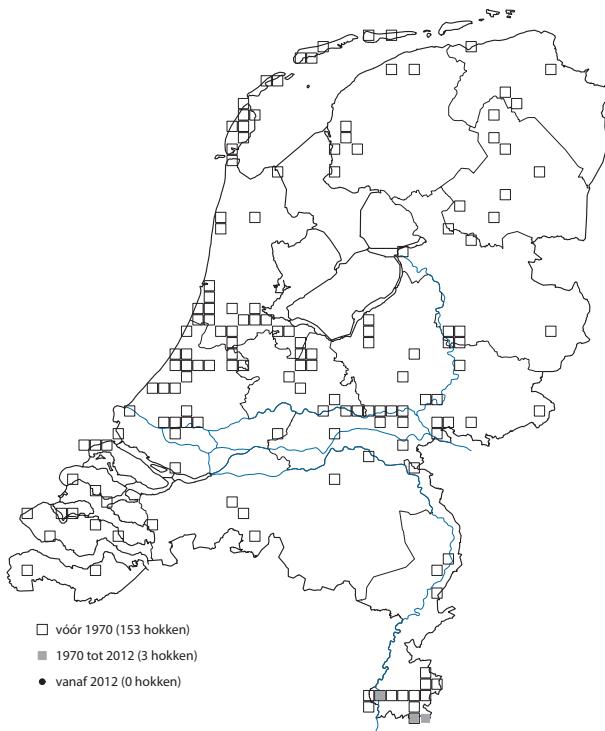 vóór 1970 (153 hokken)
1970 tot 2012 (3 hokken)
vanaf 2012 (0 hokken)